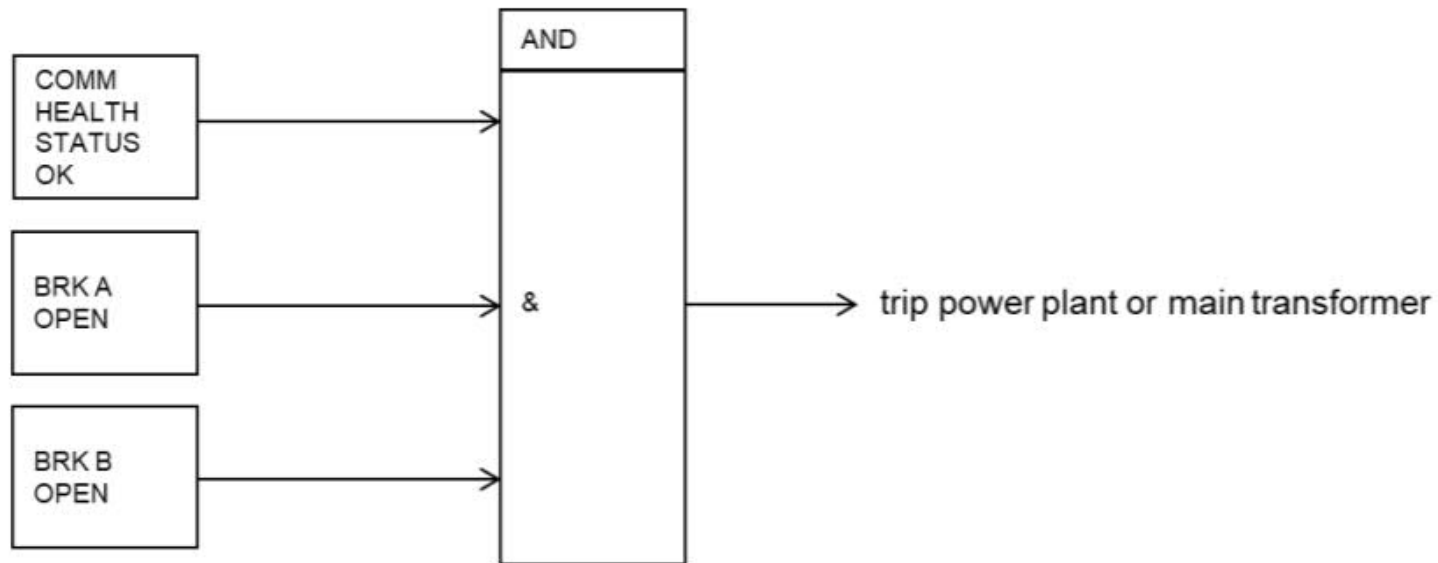 AND
COMM
HEALTH
STATUS
OK
BRK A
OPEN
&
trip power plant or main transformer
BRK B
OPEN